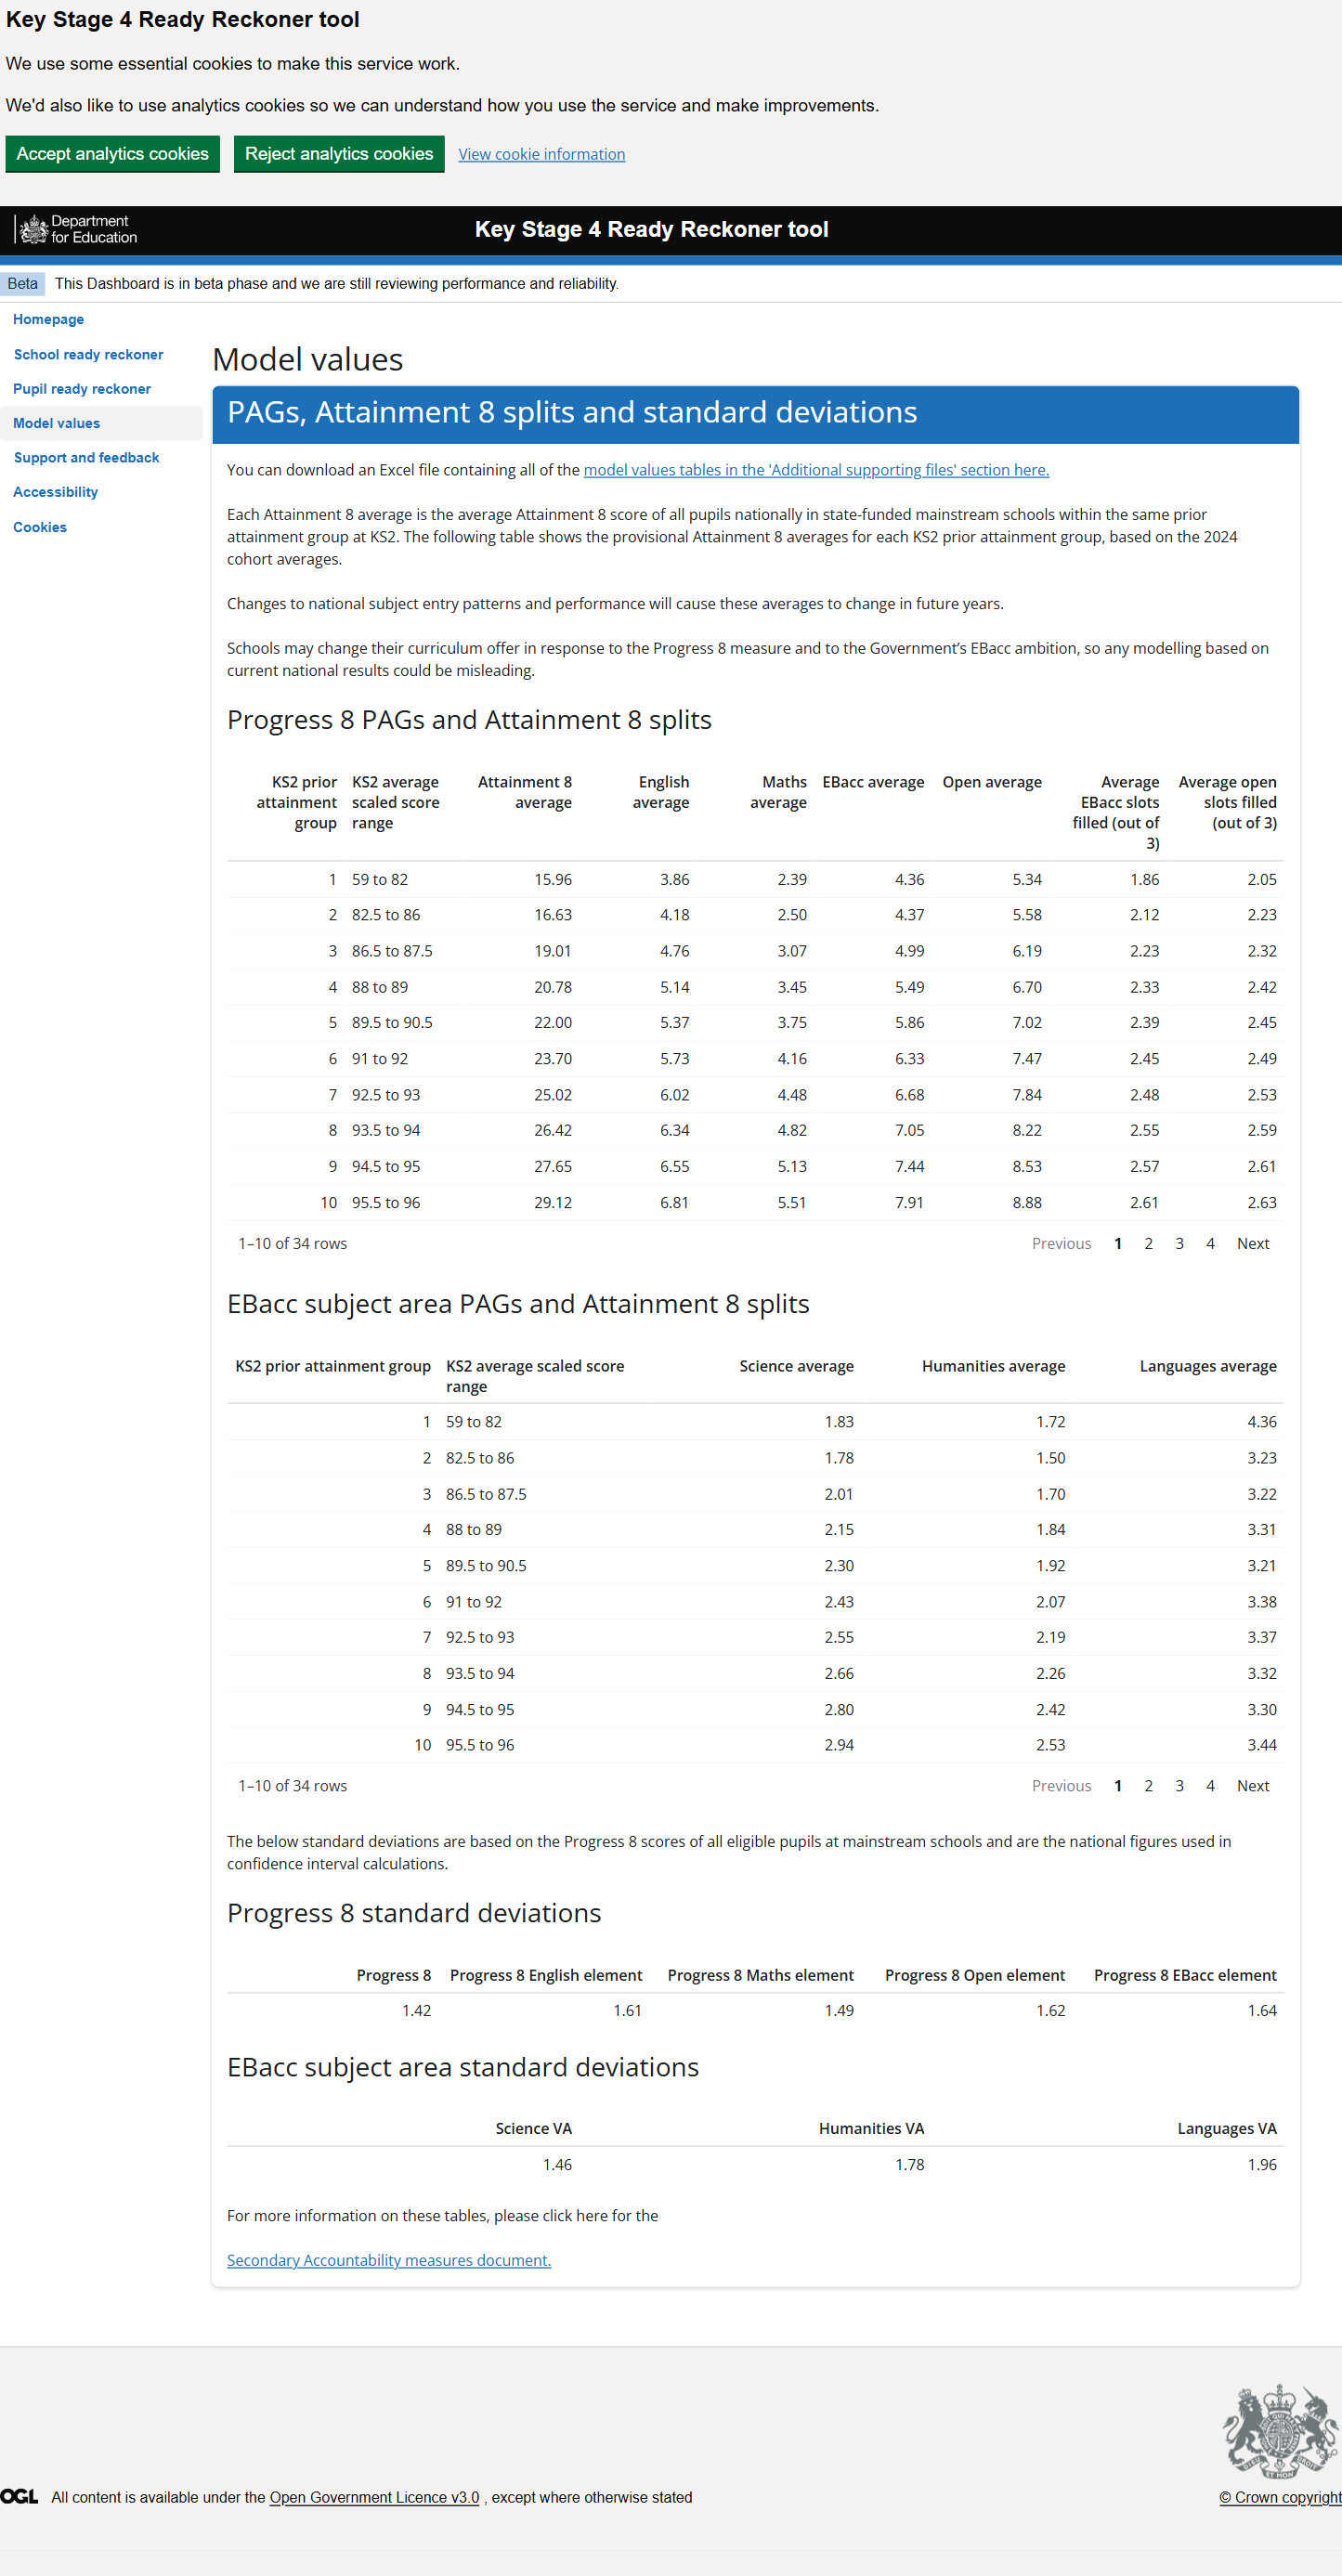 Key Stage 4 Ready Reckoner tool
We use some essential cookies to make this service work.
We'd also like to use analytics cookies so we can understand how you use the service and make improvements.
Accept analytics cookies Reject analytics cookies View cookie information
Department
for Education
Key Stage 4 Ready Reckoner tool
Beta This Dashboard is in beta phase and we are still reviewing performance and reliability.
Homepage
School ready reckoner
Pupil ready reckoner
Model values
Support and feedback
Accessibility
Cookies
Model values
PAGs, Attainment 8 splits and standard deviations
You can download an Excel file containing all of the model values tables in the 'Additional supporting files' section here.
Each Attainment 8 average is the average Attainment 8 score of all pupils nationally in state-funded mainstream schools within the same prior
attainment group at KS2. The following table shows the provisional Attainment 8 averages for each KS2 prior attainment group, based on the 2024
cohort averages.
Changes to national subject entry patterns and performance will cause these averages to change in future years.
Schools may change their curriculum offer in response to the Progress 8 measure and to the Government’s EBacc ambition, so any modelling based on
current national results could be misleading.
Progress 8 PAGs and Attainment 8 splits
KS2 prior KS2 average Attainment 8 English Maths EBacc average Open average Average Average open
attainment scaled score average average average EBacc slots slots filled
group range filled (out of (out of 3)
3)
1 59 to 82 15.96 3.86 2.39 4.36 5.34 1.86 2.05
2 82.5 to 86 16.63 4.18 2.50 4.37 5.58 2.12 2.23
3 86.5 to 87.5 19.01 4.76 3.07 4.99 6.19 2.23 2.32
4 88 to 89 20.78 5.14 3.45 5.49 6.70 2.33 2.42
5 89.5 to 90.5 22.00 5.37 3.75 5.86 7.02 2.39 2.45
6 91 to 92 23.70 5.73 4.16 6.33 7.47 2.45 2.49
7 92.5 to 93 25.02 6.02 4.48 6.68 7.84 2.48 2.53
8 93.5 to 94 26.42 6.34 4.82 7.05 8.22 2.55 2.59
9 94.5 to 95 27.65 6.55 5.13 7.44 8.53 2.57 2.61
10 95.5 to 96 29.12 6.81 5.51 7.91 8.88 2.61 2.63
1–10 of 34 rows Previous 1 2 3 4 Next
EBacc subject area PAGs and Attainment 8 splits
KS2 prior attainment group KS2 average scaled score Science average Humanities average Languages average
range
1 59 to 82 1.83 1.72 4.36
2 82.5 to 86 1.78 1.50 3.23
3 86.5 to 87.5 2.01 1.70 3.22
4 88 to 89 2.15 1.84 3.31
5 89.5 to 90.5 2.30 1.92 3.21
6 91 to 92 2.43 2.07 3.38
7 92.5 to 93 2.55 2.19 3.37
8 93.5 to 94 2.66 2.26 3.32
9 94.5 to 95 2.80 2.42 3.30
10 95.5 to 96 2.94 2.53 3.44
1–10 of 34 rows Previous 1 2 3 4 Next
The below standard deviations are based on the Progress 8 scores of all eligible pupils at mainstream schools and are the national figures used in
confidence interval calculations.
Progress 8 standard deviations
Progress 8 Progress 8 English element Progress 8 Maths element Progress 8 Open element Progress 8 EBacc element
1.42 1.61 1.49 1.62 1.64
EBacc subject area standard deviations
Science VA Humanities VA Languages VA
1.46 1.78 1.96
For more information on these tables, please click here for the
Secondary Accountability measures document.
OGL All content is available under the Open Government Licence v3.0 , except where otherwise stated
© Crown copyright